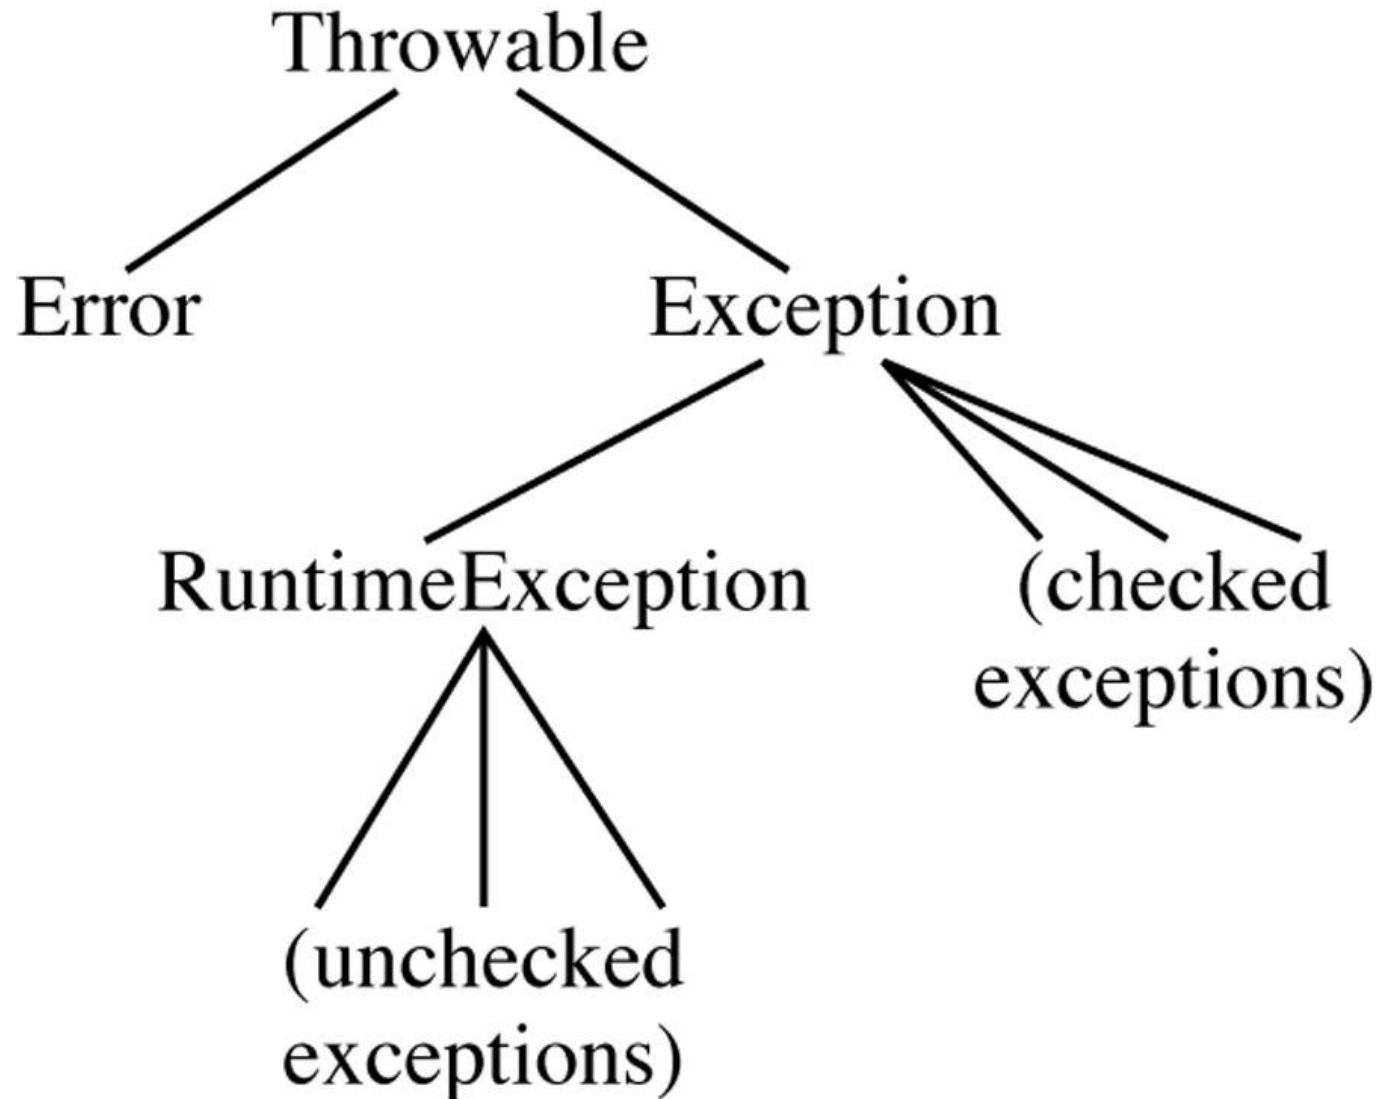 Throwable
Error
Exception
RuntimeException
(checked
exceptions)
(unchecked
exceptions)